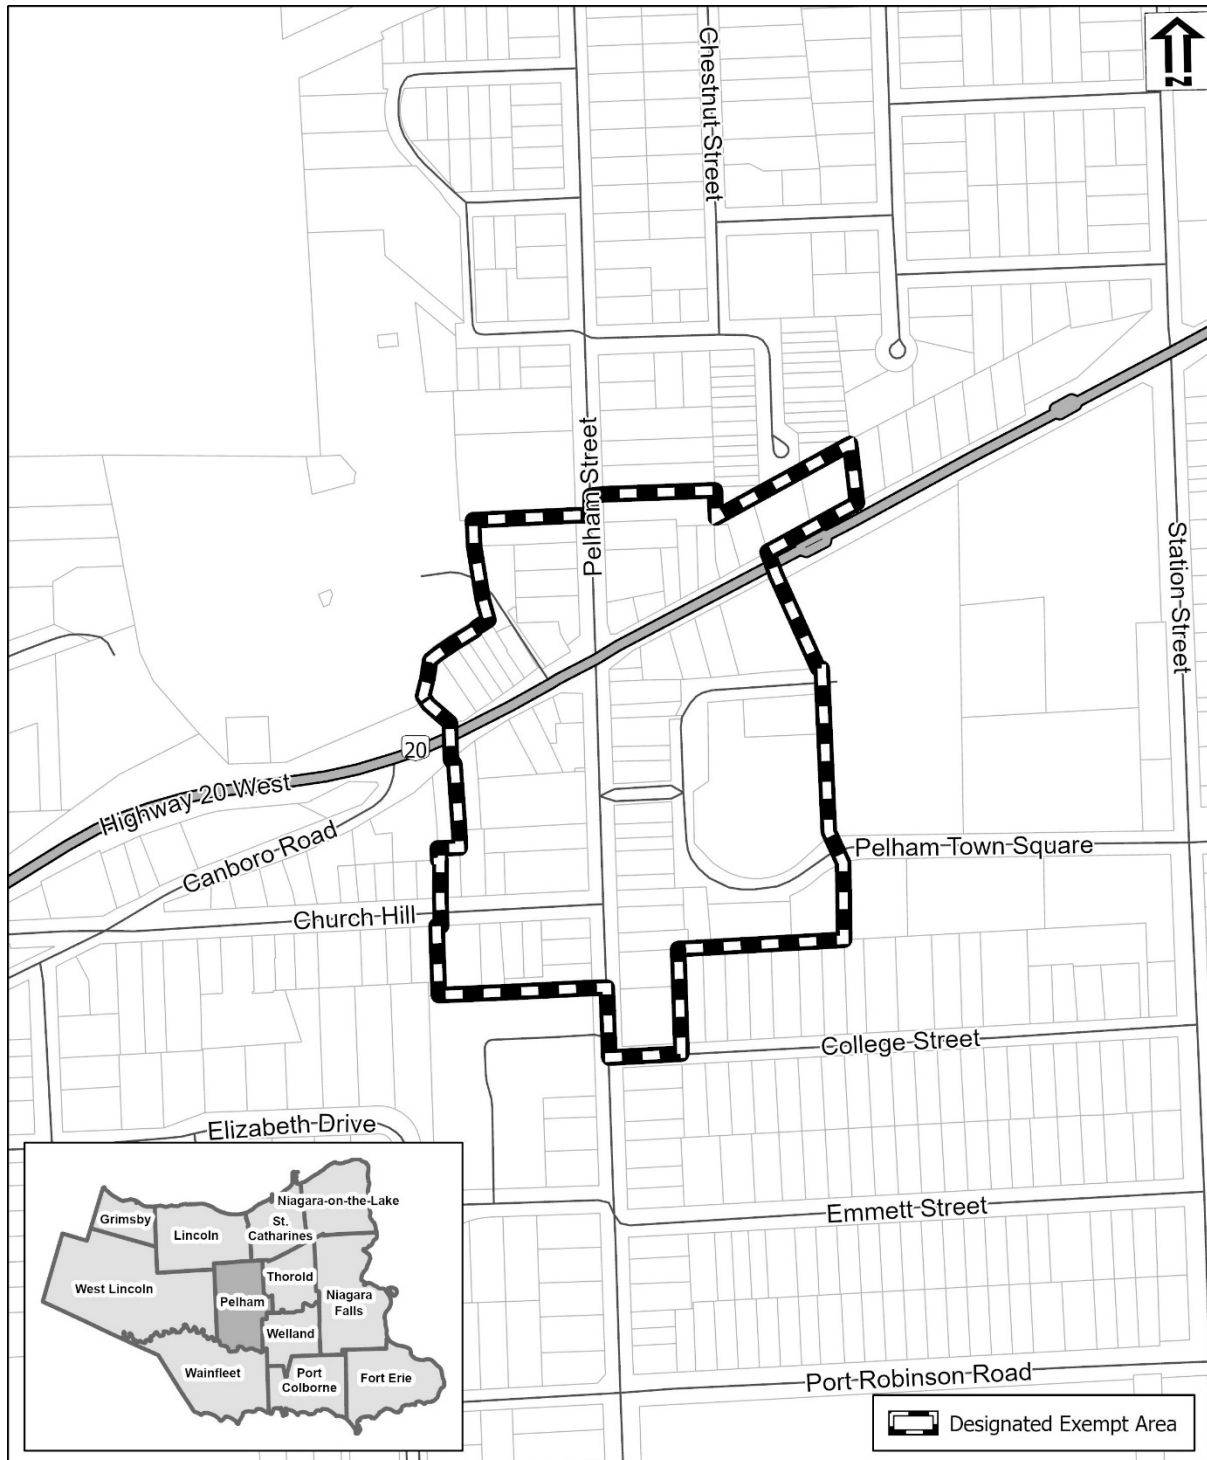 Chestnut Street
N
Pelham Street
Station Street
20
Highway 20 West
Canboro Road
Pelham Town Square
Church Hill
College Street
Elizabeth Drive
Emmett Street
Port Robinson Road
Niagara-on-the-Lake
Grimsby
St.
Catharines
Lincoln
West Lincoln
Thorold
Pelham
Niagara
Falls
Welland
Wainfleet
Port
Colborne
Fort Erie
Designated Exempt Area